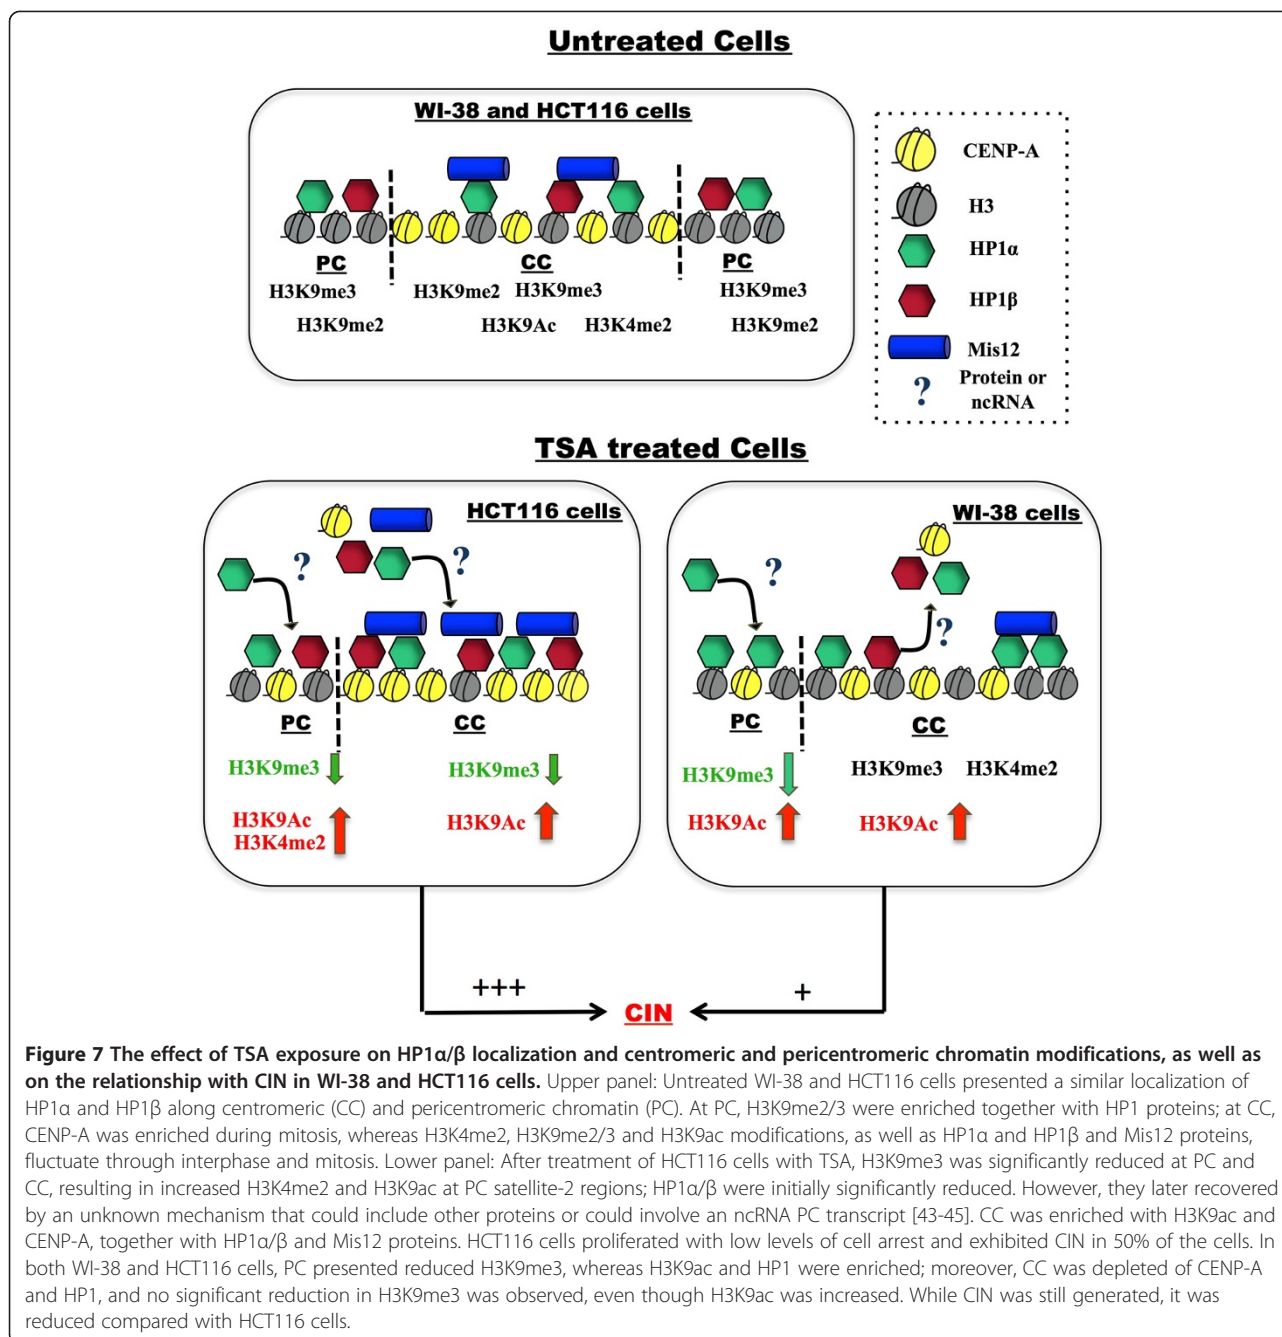 Untreated Cells
WI-38 and HCT116 cells
PC
CC
PC
H3K9me3
H3K9me2
H3K9me2
H3K9me3
H3K9Ac
H3K4me2
H3K9me3
H3K9me2
CENP-A
H3
HP1α
HP1β
Mis12
? Protein or
ncRNA
TSA treated Cells
HCT116 cells
?
?
PC
CC
H3K9me3
H3K9me3
H3K9Ac
H3K4me2
H3K9Ac
WI-38 cells
?
?
PC
CC
H3K9me3
H3K9me3
H3K4me2
H3K9Ac
H3K9Ac
+++
CIN
+
Figure 7 The effect of TSA exposure on HP1α/β localization and centromeric and pericentromeric chromatin modifications, as well as
on the relationship with CIN in WI-38 and HCT116 cells. Upper panel: Untreated WI-38 and HCT116 cells presented a similar localization of
HP1α and HP1β along centromeric (CC) and pericentromeric chromatin (PC). At PC, H3K9me2/3 were enriched together with HP1 proteins; at CC,
CENP-A was enriched during mitosis, whereas H3K4me2, H3K9me2/3 and H3K9ac modifications, as well as HP1α and HP1β and Mis12 proteins,
fluctuate through interphase and mitosis. Lower panel: After treatment of HCT116 cells with TSA, H3K9me3 was significantly reduced at PC and
CC, resulting in increased H3K4me2 and H3K9ac at PC satellite-2 regions; HP1α/β were initially significantly reduced. However, they later recovered
by an unknown mechanism that could include other proteins or could involve an ncRNA PC transcript [43-45]. CC was enriched with H3K9ac and
CENP-A, together with HP1α/β and Mis12 proteins. HCT116 cells proliferated with low levels of cell arrest and exhibited CIN in 50% of the cells. In
both WI-38 and HCT116 cells, PC presented reduced H3K9me3, whereas H3K9ac and HP1 were enriched; moreover, CC was depleted of CENP-A
and HP1, and no significant reduction in H3K9me3 was observed, even though H3K9ac was increased. While CIN was still generated, it was
reduced compared with HCT116 cells.